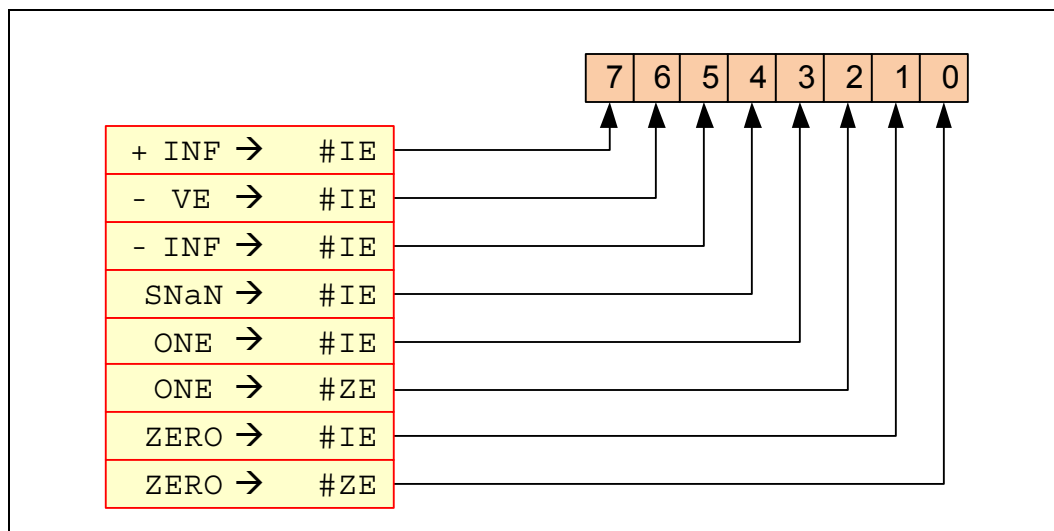 7 6 5 4 3 2 1 0
+ INF → #IE
- VE → #IE
- INF → #IE
SNaN → #IE
ONE → #IE
ONE → #ZE
ZERO → #IE
ZERO → #ZE